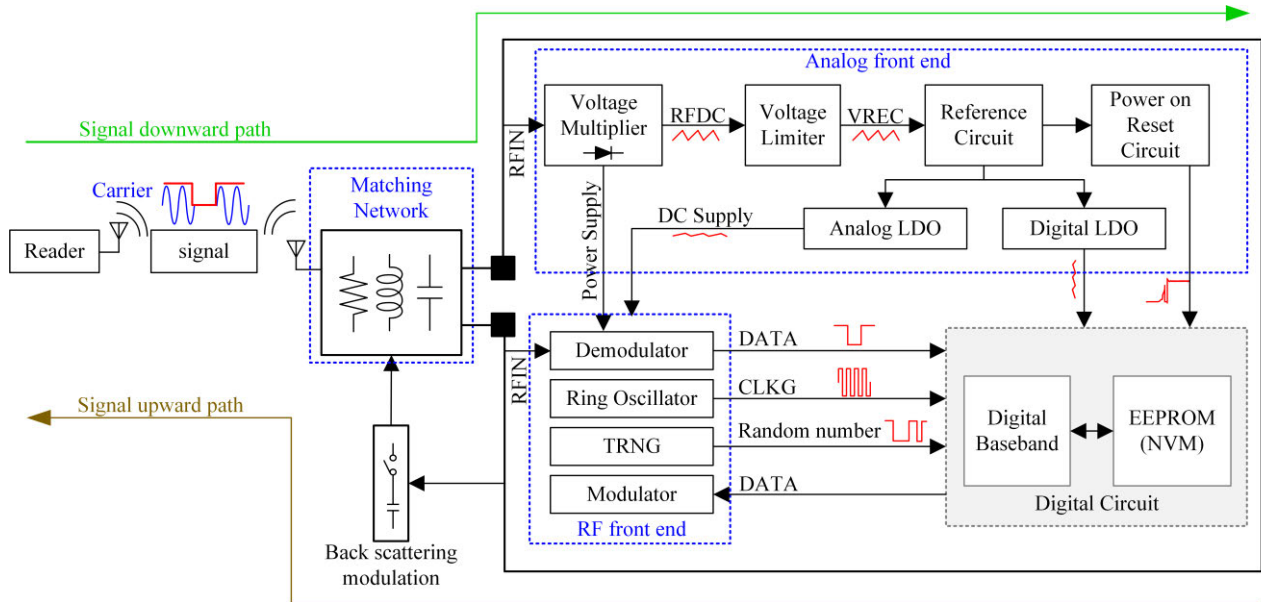 Signal downward path
Analog front end
Voltage
Multiplier
RFDC
Voltage
Limiter
VREC
Reference
Circuit
Power on
Reset
Circuit
RFIN
Carrier
Matching
Network
Reader
signal
Power Supply
DC Supply
Analog LDO
Digital LDO
RFIN
Demodulator
DATA
Ring Oscillator
CLKG
TRNG
Random number
Modulator
DATA
RF front end
Digital
Baseband
EEPROM
(NVM)
Digital Circuit
Signal upward path
Back scattering
modulation